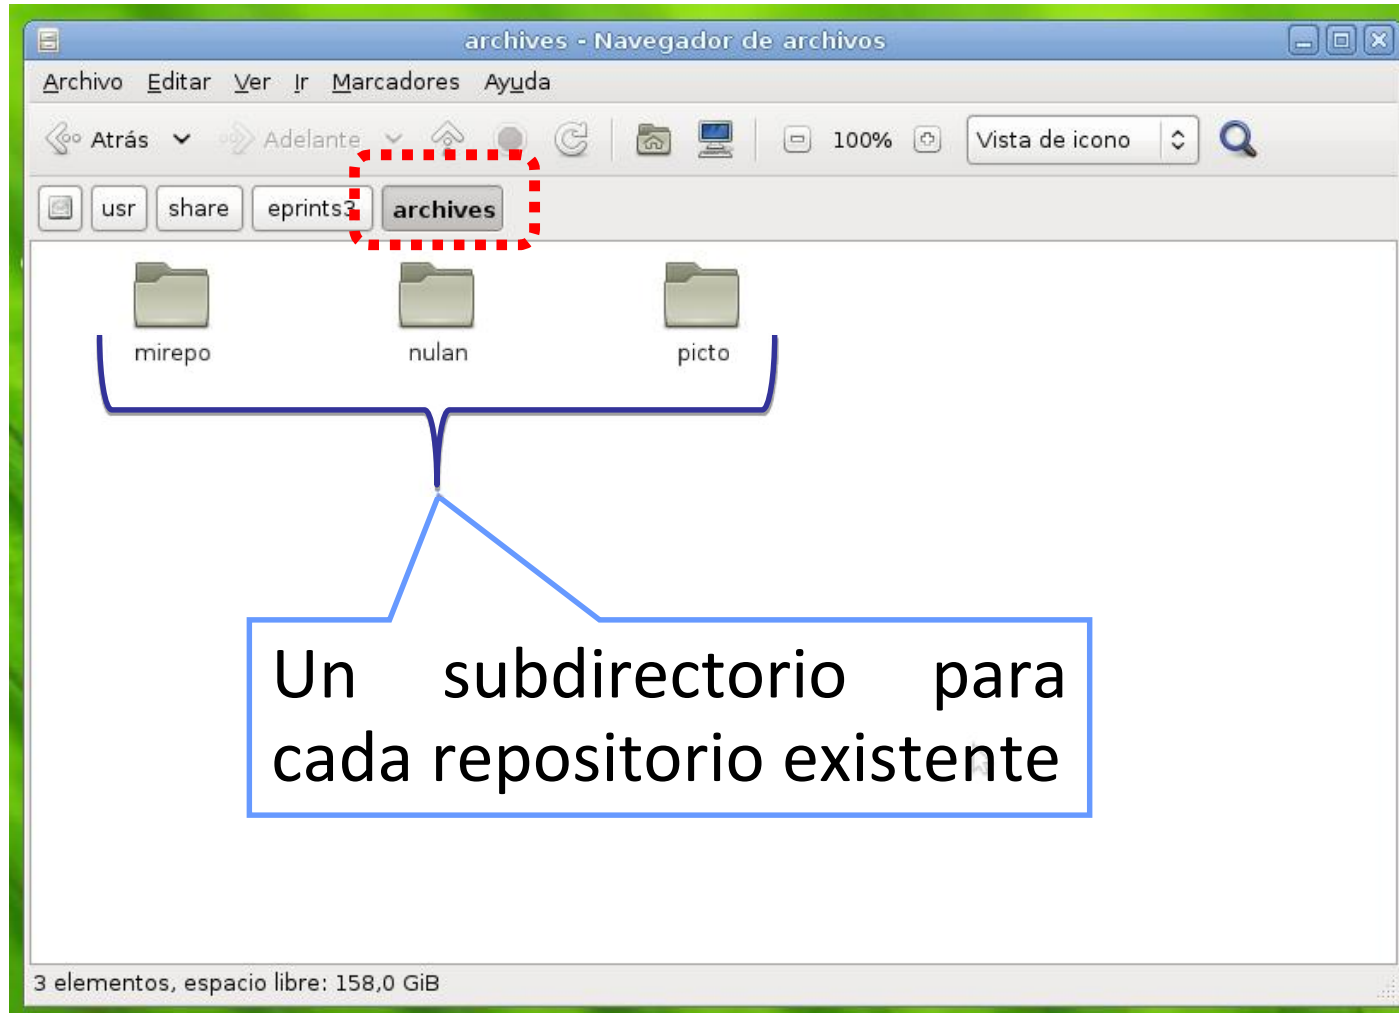 archives - Navegador de archivos
Archivo Editar Ver Ir Marcadores Ayuda
Atrás Adelante 100% Vista de icono
usr share eprints3 archives
mirepo nulan picto
Un subdirectorio para
cada repositorio existente
3 elementos, espacio libre: 158,0 GiB